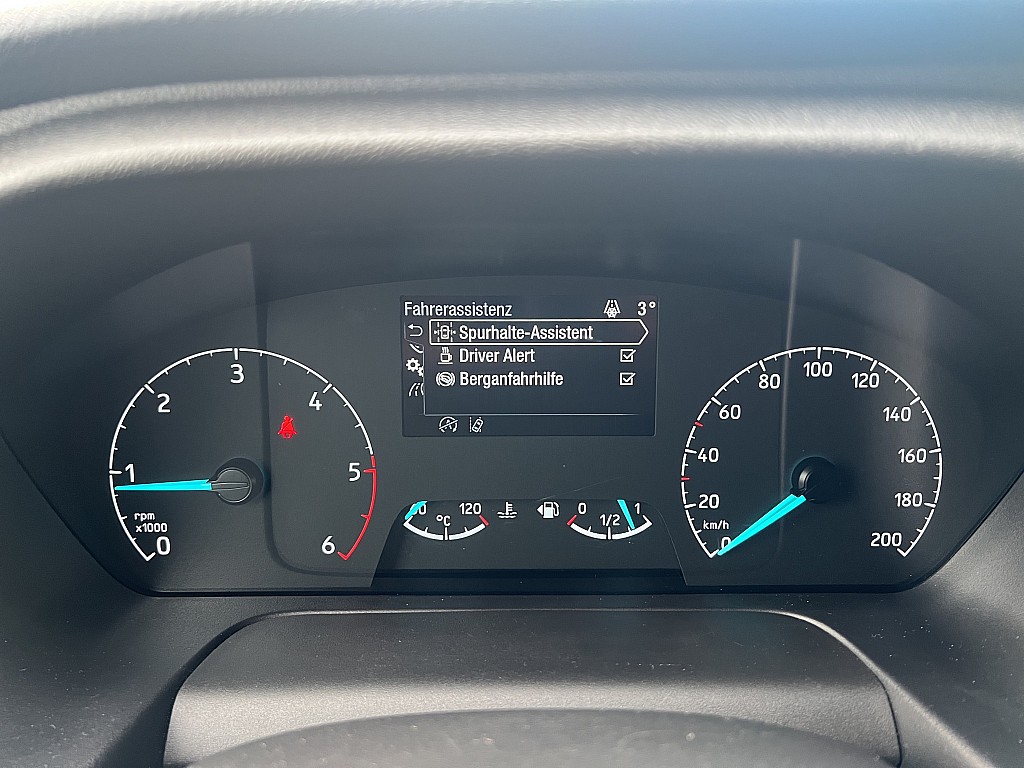 Fahrerassistenz 3°
Spurhalte-Assistent
Driver Alert
Berganfahrhilfe
0
1
2
3
4
5
6
rpm
x1000
120
°C
0
1/2
1
0
20
40
60
80
100
120
140
160
180
200
km/h